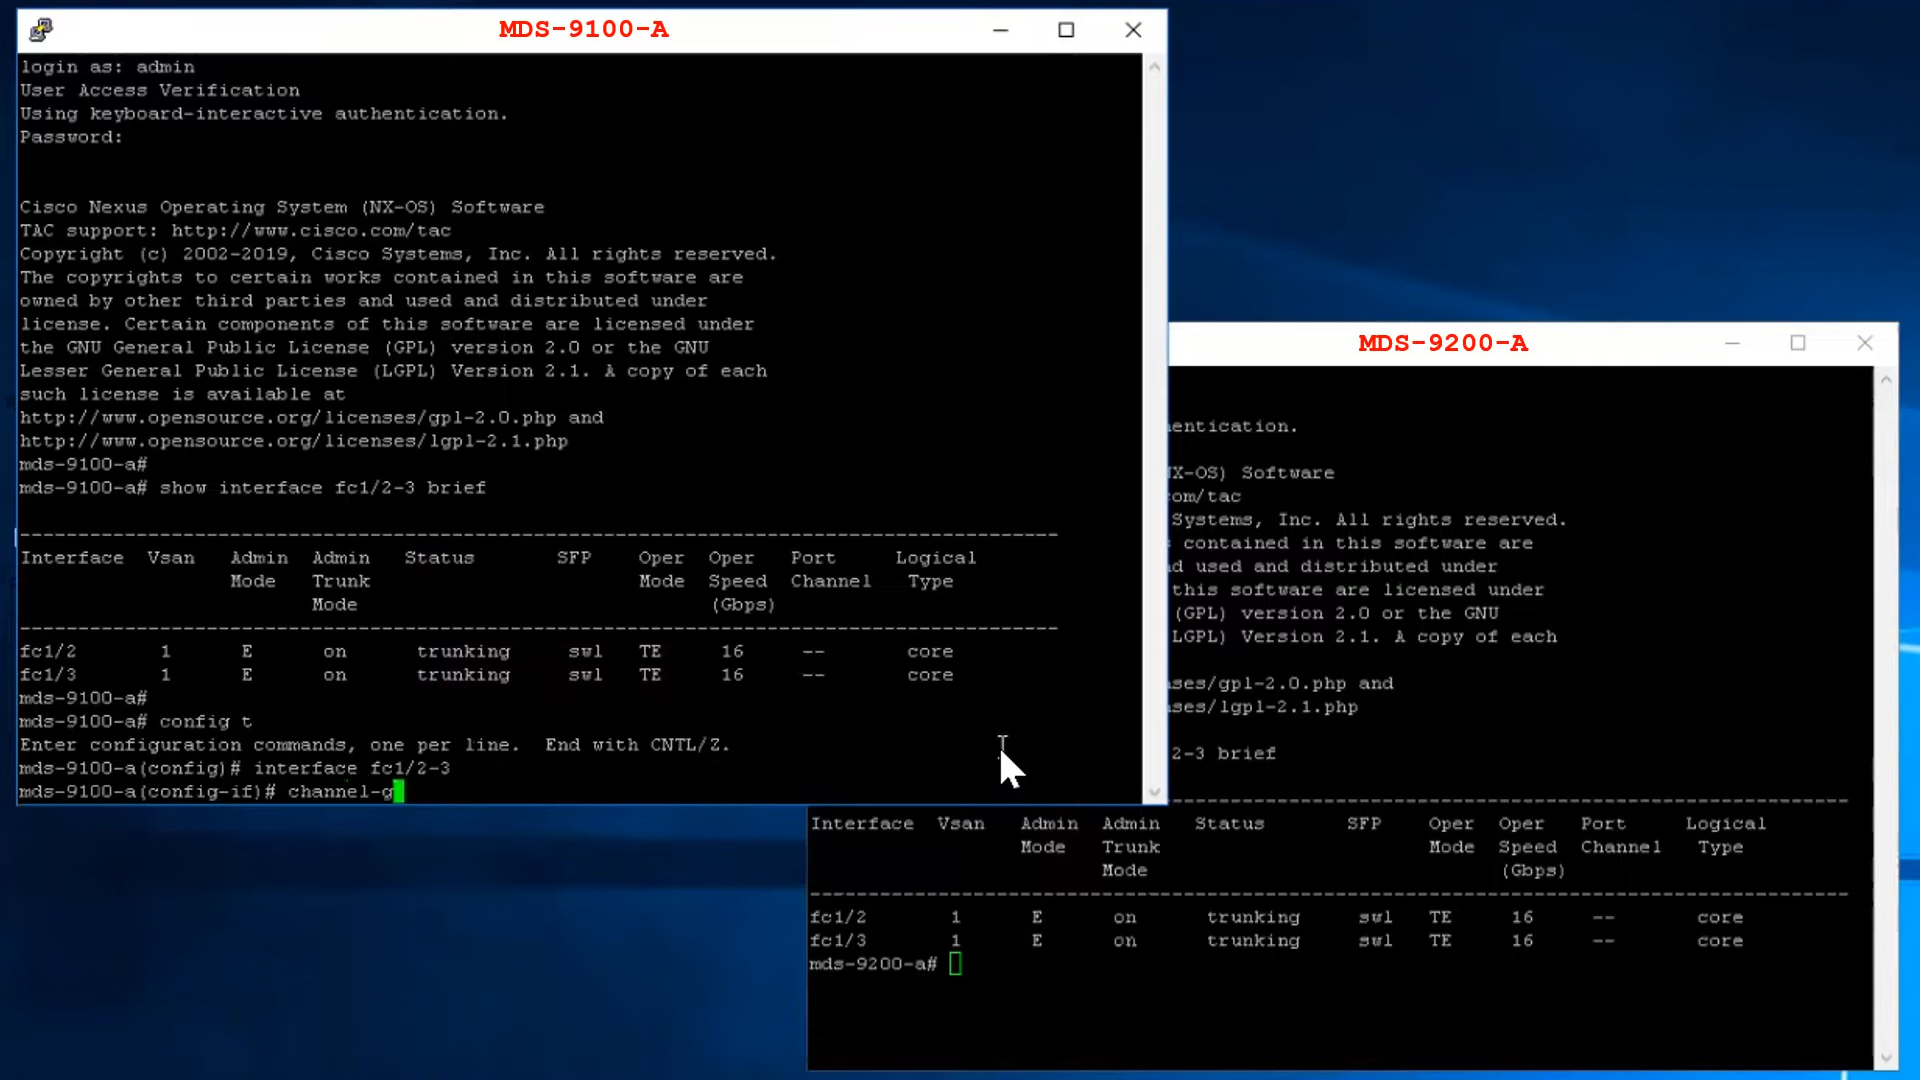 MDS-9100-A
login as: admin
User Access Verification
Using keyboard-interactive authentication.
Password:
Cisco Nexus Operating System (NX-OS) Software
TAC support: http://www.cisco.com/tac
Copyright (c) 2002-2019, Cisco Systems, Inc. All rights reserved.
The copyrights to certain works contained in this software are
owned by other third parties and used and distributed under
license. Certain components of this software are licensed under
the GNU General Public License (GPL) version 2.0 or the GNU
Lesser General Public License (LGPL) Version 2.1. A copy of each
such license is available at
http://www.opensource.org/licenses/gpl-2.0.php and
http://www.opensource.org/licenses/lgpl-2.1.php
mds-9100-a#
mds-9100-a# show interface fc1/2-3 brief
-----------------------------------------------------------------------------------------
Interface  Vsan   Admin  Admin   Status          SFP    Oper  Oper   Port     Logical
Mode   Trunk   Mode  Speed  Channel   Type
Mode   (Gbps)
-----------------------------------------------------------------------------------------
fc1/2      1      E      on      trunking        swl    TE     16    --       core
fc1/3      1      E      on      trunking        swl    TE     16    --       core
mds-9100-a#
mds-9100-a# config t
Enter configuration commands, one per line.  End with CNTL/Z.
mds-9100-a(config)# interface fc1/2-3
mds-9100-a(config-if)# channel-g
MDS-9200-A
entication.
NX-OS) Software
com/tac
Systems, Inc. All rights reserved.
contained in this software are
d used and distributed under
this software are licensed under
(GPL) version 2.0 or the GNU
LGPL) Version 2.1. A copy of each
ses/gpl-2.0.php and
ses/lgpl-2.1.php
2-3 brief
-----------------------------------------------------------------------------------------
Interface  Vsan   Admin  Admin   Status          SFP    Oper  Oper   Port     Logical
Mode   Trunk   Mode  Speed  Channel   Type
Mode   (Gbps)
-----------------------------------------------------------------------------------------
fc1/2      1      E      on      trunking        swl    TE     16    --       core
fc1/3      1      E      on      trunking        swl    TE     16    --       core
mds-9200-a#